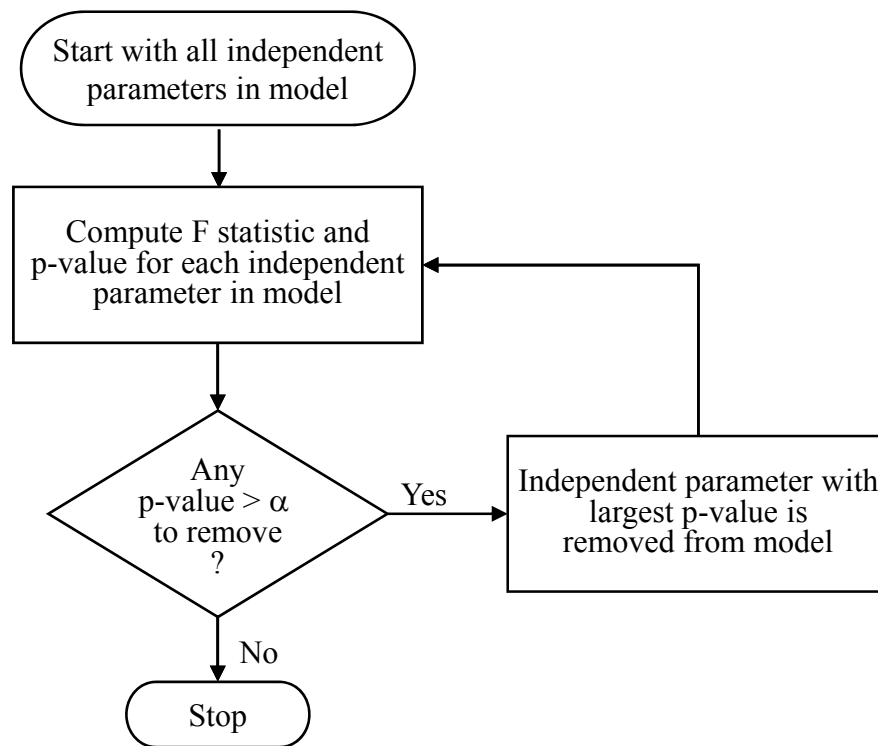 Start with all independent
parameters in model
Compute F statistic and
p-value for each independent
parameter in model
Any
p-value > α
to remove
?
Yes
Independent parameter with
largest p-value is
removed from model
No
Stop